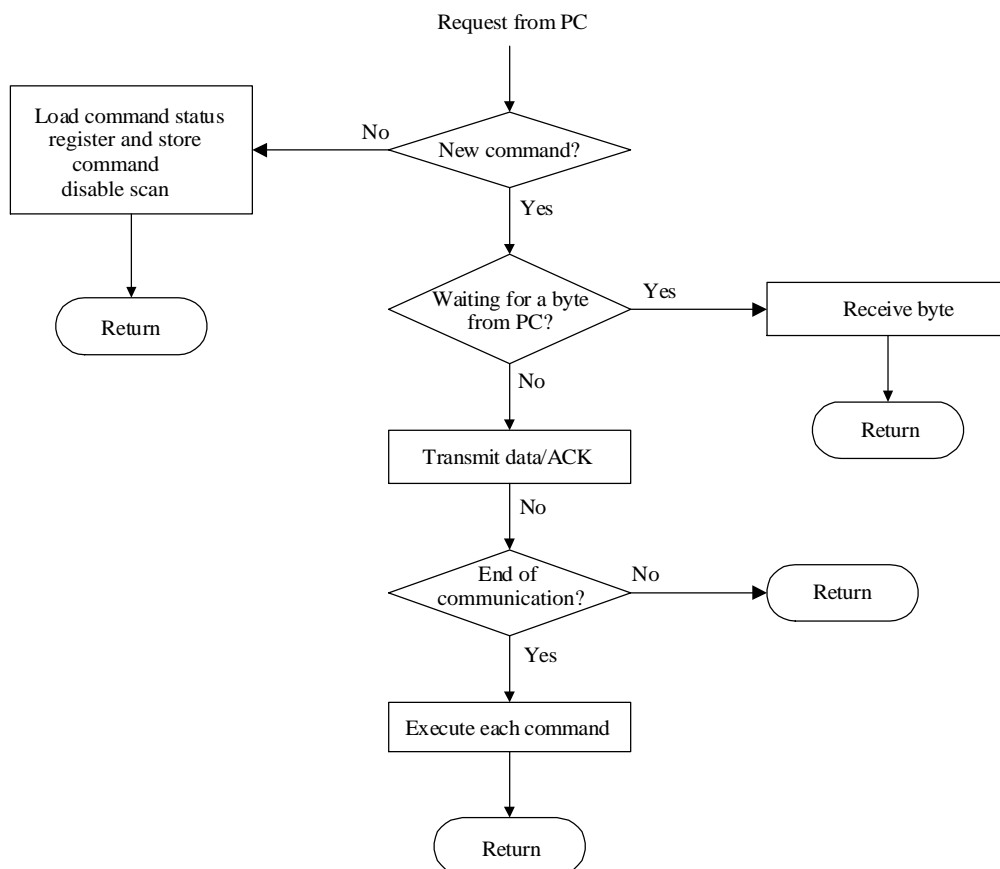 Request from PC
Load command status
register and store
command
disable scan
No
New command?
Yes
Return
Waiting for a byte
from PC?
Yes
Receive byte
No
Return
Transmit data/ACK
No
End of
communication?
No
Return
Yes
Execute each command
Return